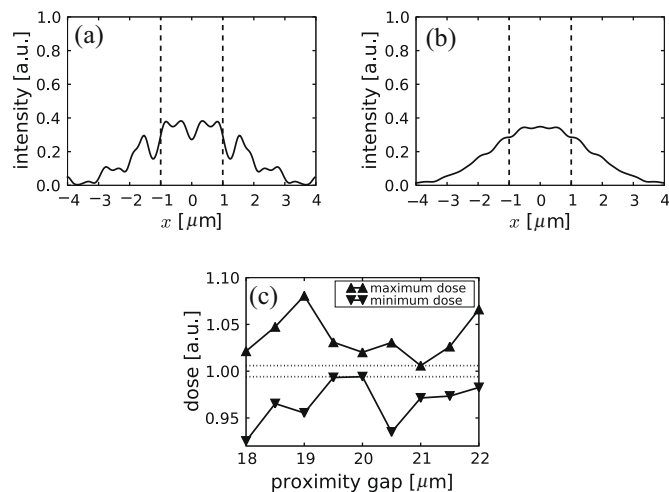 (a)
intensity [a.u.]
1.0
0.8
0.6
0.4
0.2
0.0
−4 −3 −2 −1 0 1 2 3 4
x [μm]
(b)
intensity [a.u.]
1.0
0.8
0.6
0.4
0.2
0.0
−4 −3 −2 −1 0 1 2 3 4
x [μm]
(c)
maximum dose
minimum dose
dose [a.u.]
1.10
1.05
1.00
0.95
18 19 20 21 22
proximity gap [μm]